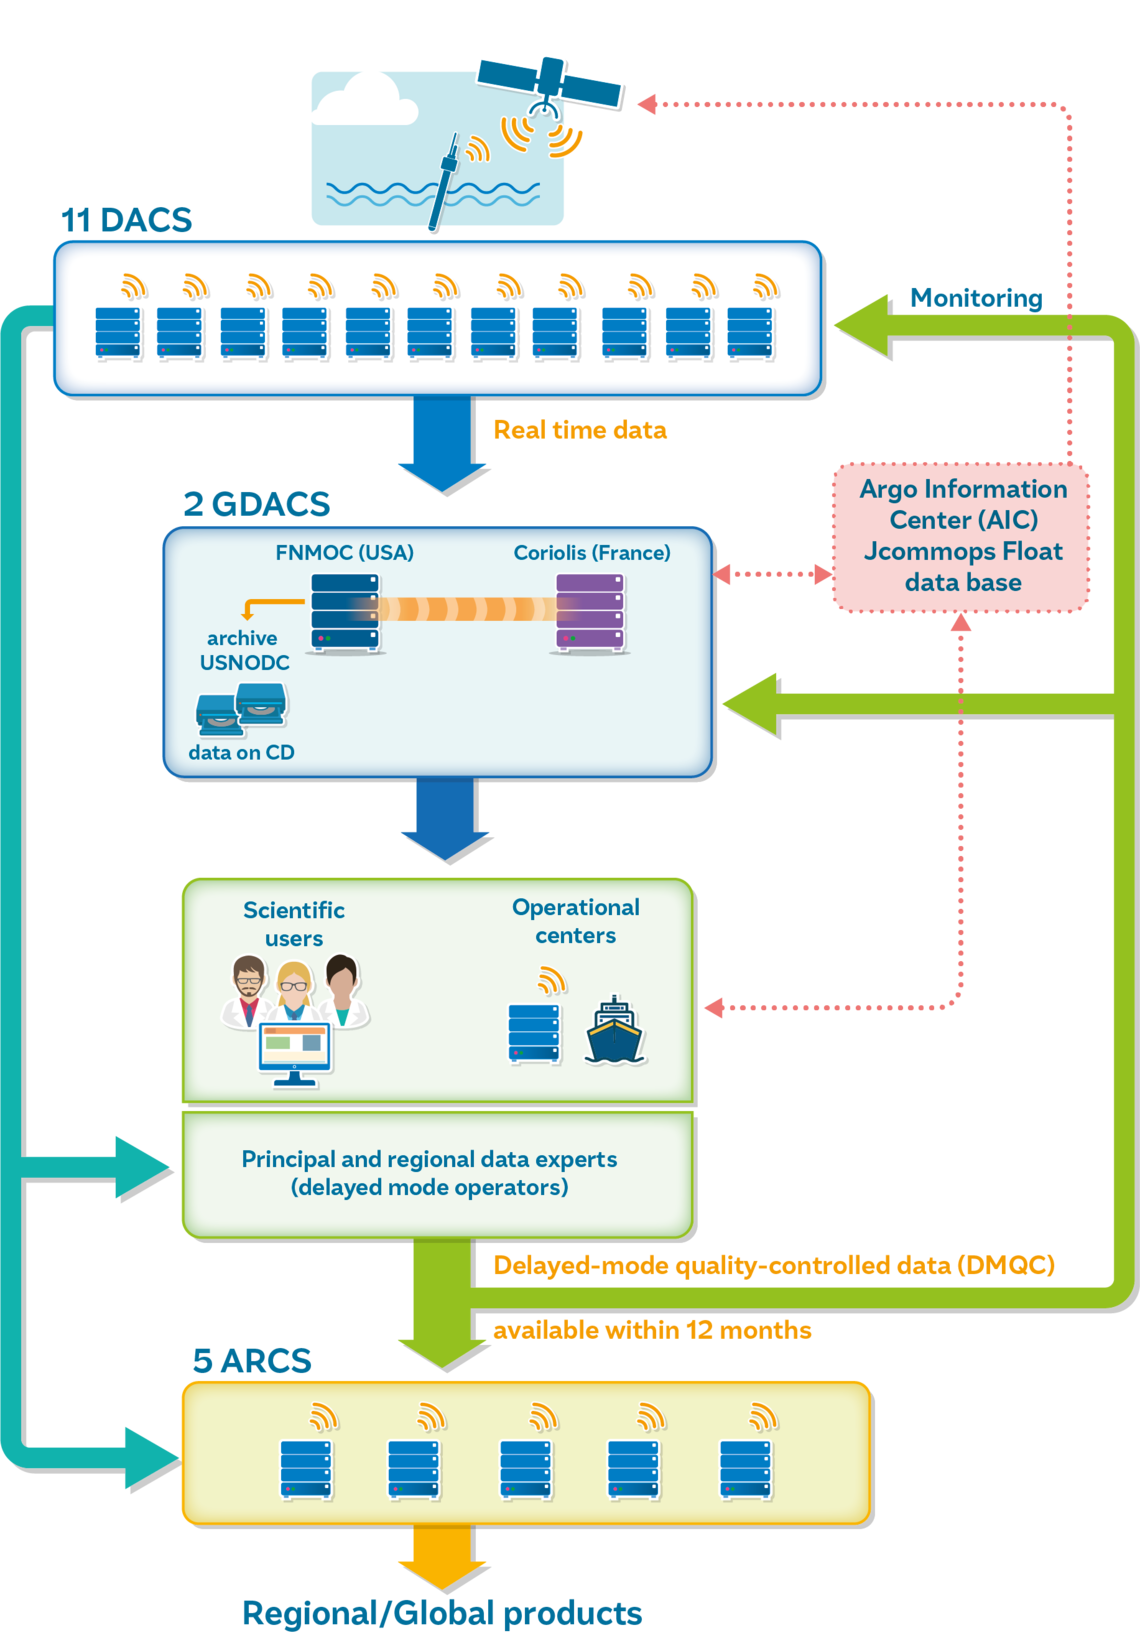 11 DACS
Monitoring
Real time data
2 GDACS
Argo Information
Center (AIC)
Jcommops Float
data base
FNMOC (USA)
Coriolis (France)
archive
USNODC
data on CD
Scientific
users
Operational
centers
Principal and regional data experts
(delayed mode operators)
Delayed-mode quality-controlled data (DMQC)
available within 12 months
5 ARCS
Regional/Global products